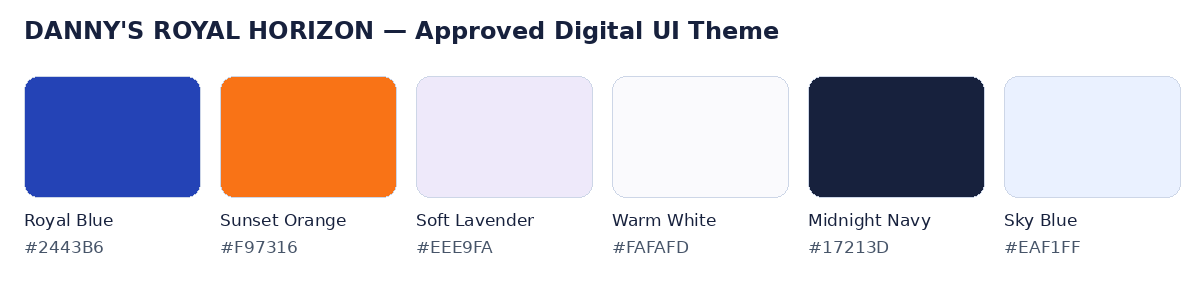 DANNY'S ROYAL HORIZON — Approved Digital UI Theme
Royal Blue
#2443B6
Sunset Orange
#F97316
Soft Lavender
#EEE9FA
Warm White
#FAFAFD
Midnight Navy
#17213D
Sky Blue
#EAF1FF